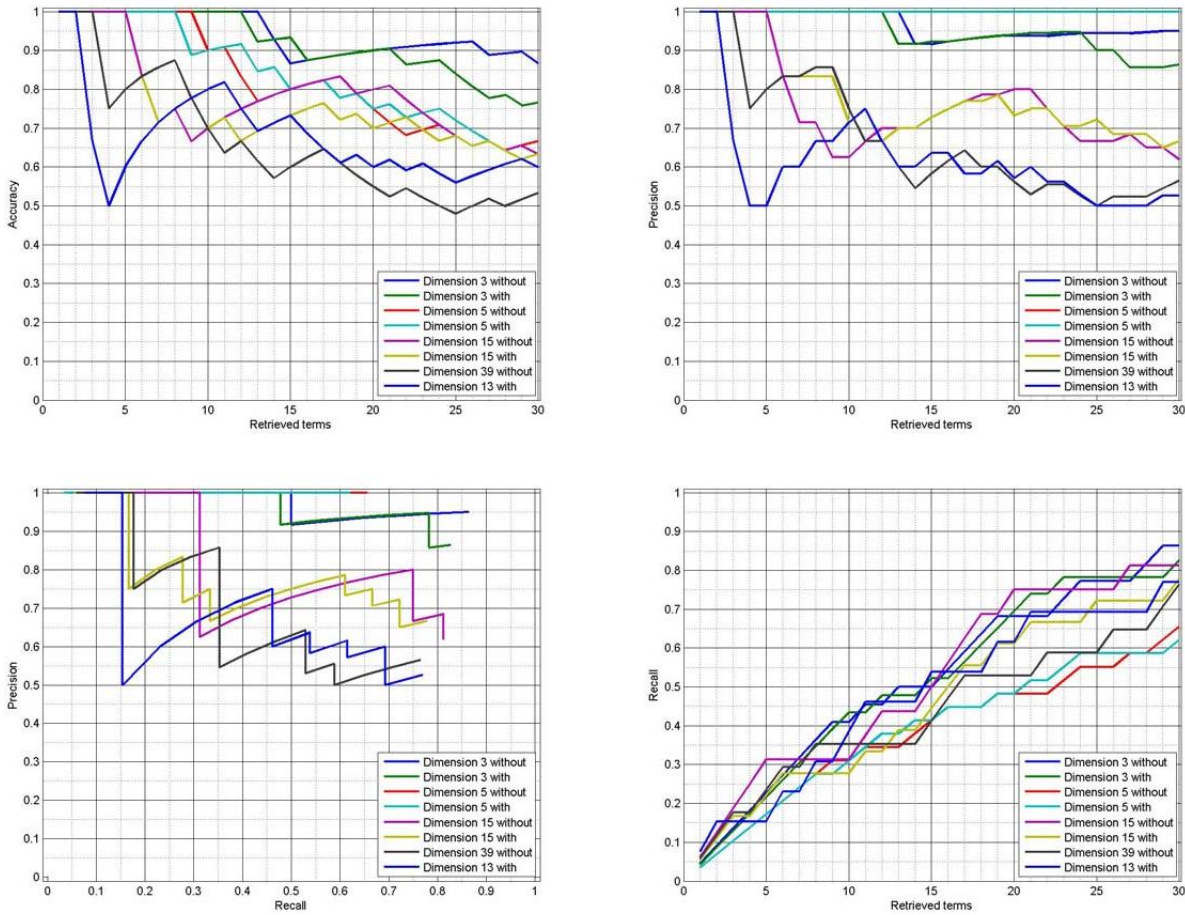 1
0.9
0.8
0.7
0.6
0.5
0.4
0.3
0.2
0.1
0
Accuracy
Dimension 3 without
Dimension 3 with
Dimension 5 without
Dimension 5 with
Dimension 15 without
Dimension 15 with
Dimension 39 without
Dimension 13 with
0 5 10 15 20 25 30
Retrieved terms
1
0.9
0.8
0.7
0.6
0.5
0.4
0.3
0.2
0.1
0
Precision
Dimension 3 without
Dimension 3 with
Dimension 5 without
Dimension 5 with
Dimension 15 without
Dimension 15 with
Dimension 39 without
Dimension 13 with
0 5 10 15 20 25 30
Retrieved terms
1
0.9
0.8
0.7
0.6
0.5
0.4
0.3
0.2
0.1
0
Precision
Dimension 3 without
Dimension 3 with
Dimension 5 without
Dimension 5 with
Dimension 15 without
Dimension 15 with
Dimension 39 without
Dimension 13 with
0 0.1 0.2 0.3 0.4 0.5 0.6 0.7 0.8 0.9 1
Recall
1
0.9
0.8
0.7
0.6
0.5
0.4
0.3
0.2
0.1
0
Recall
Dimension 3 without
Dimension 3 with
Dimension 5 without
Dimension 5 with
Dimension 15 without
Dimension 15 with
Dimension 39 without
Dimension 13 with
0 5 10 15 20 25 30
Retrieved terms